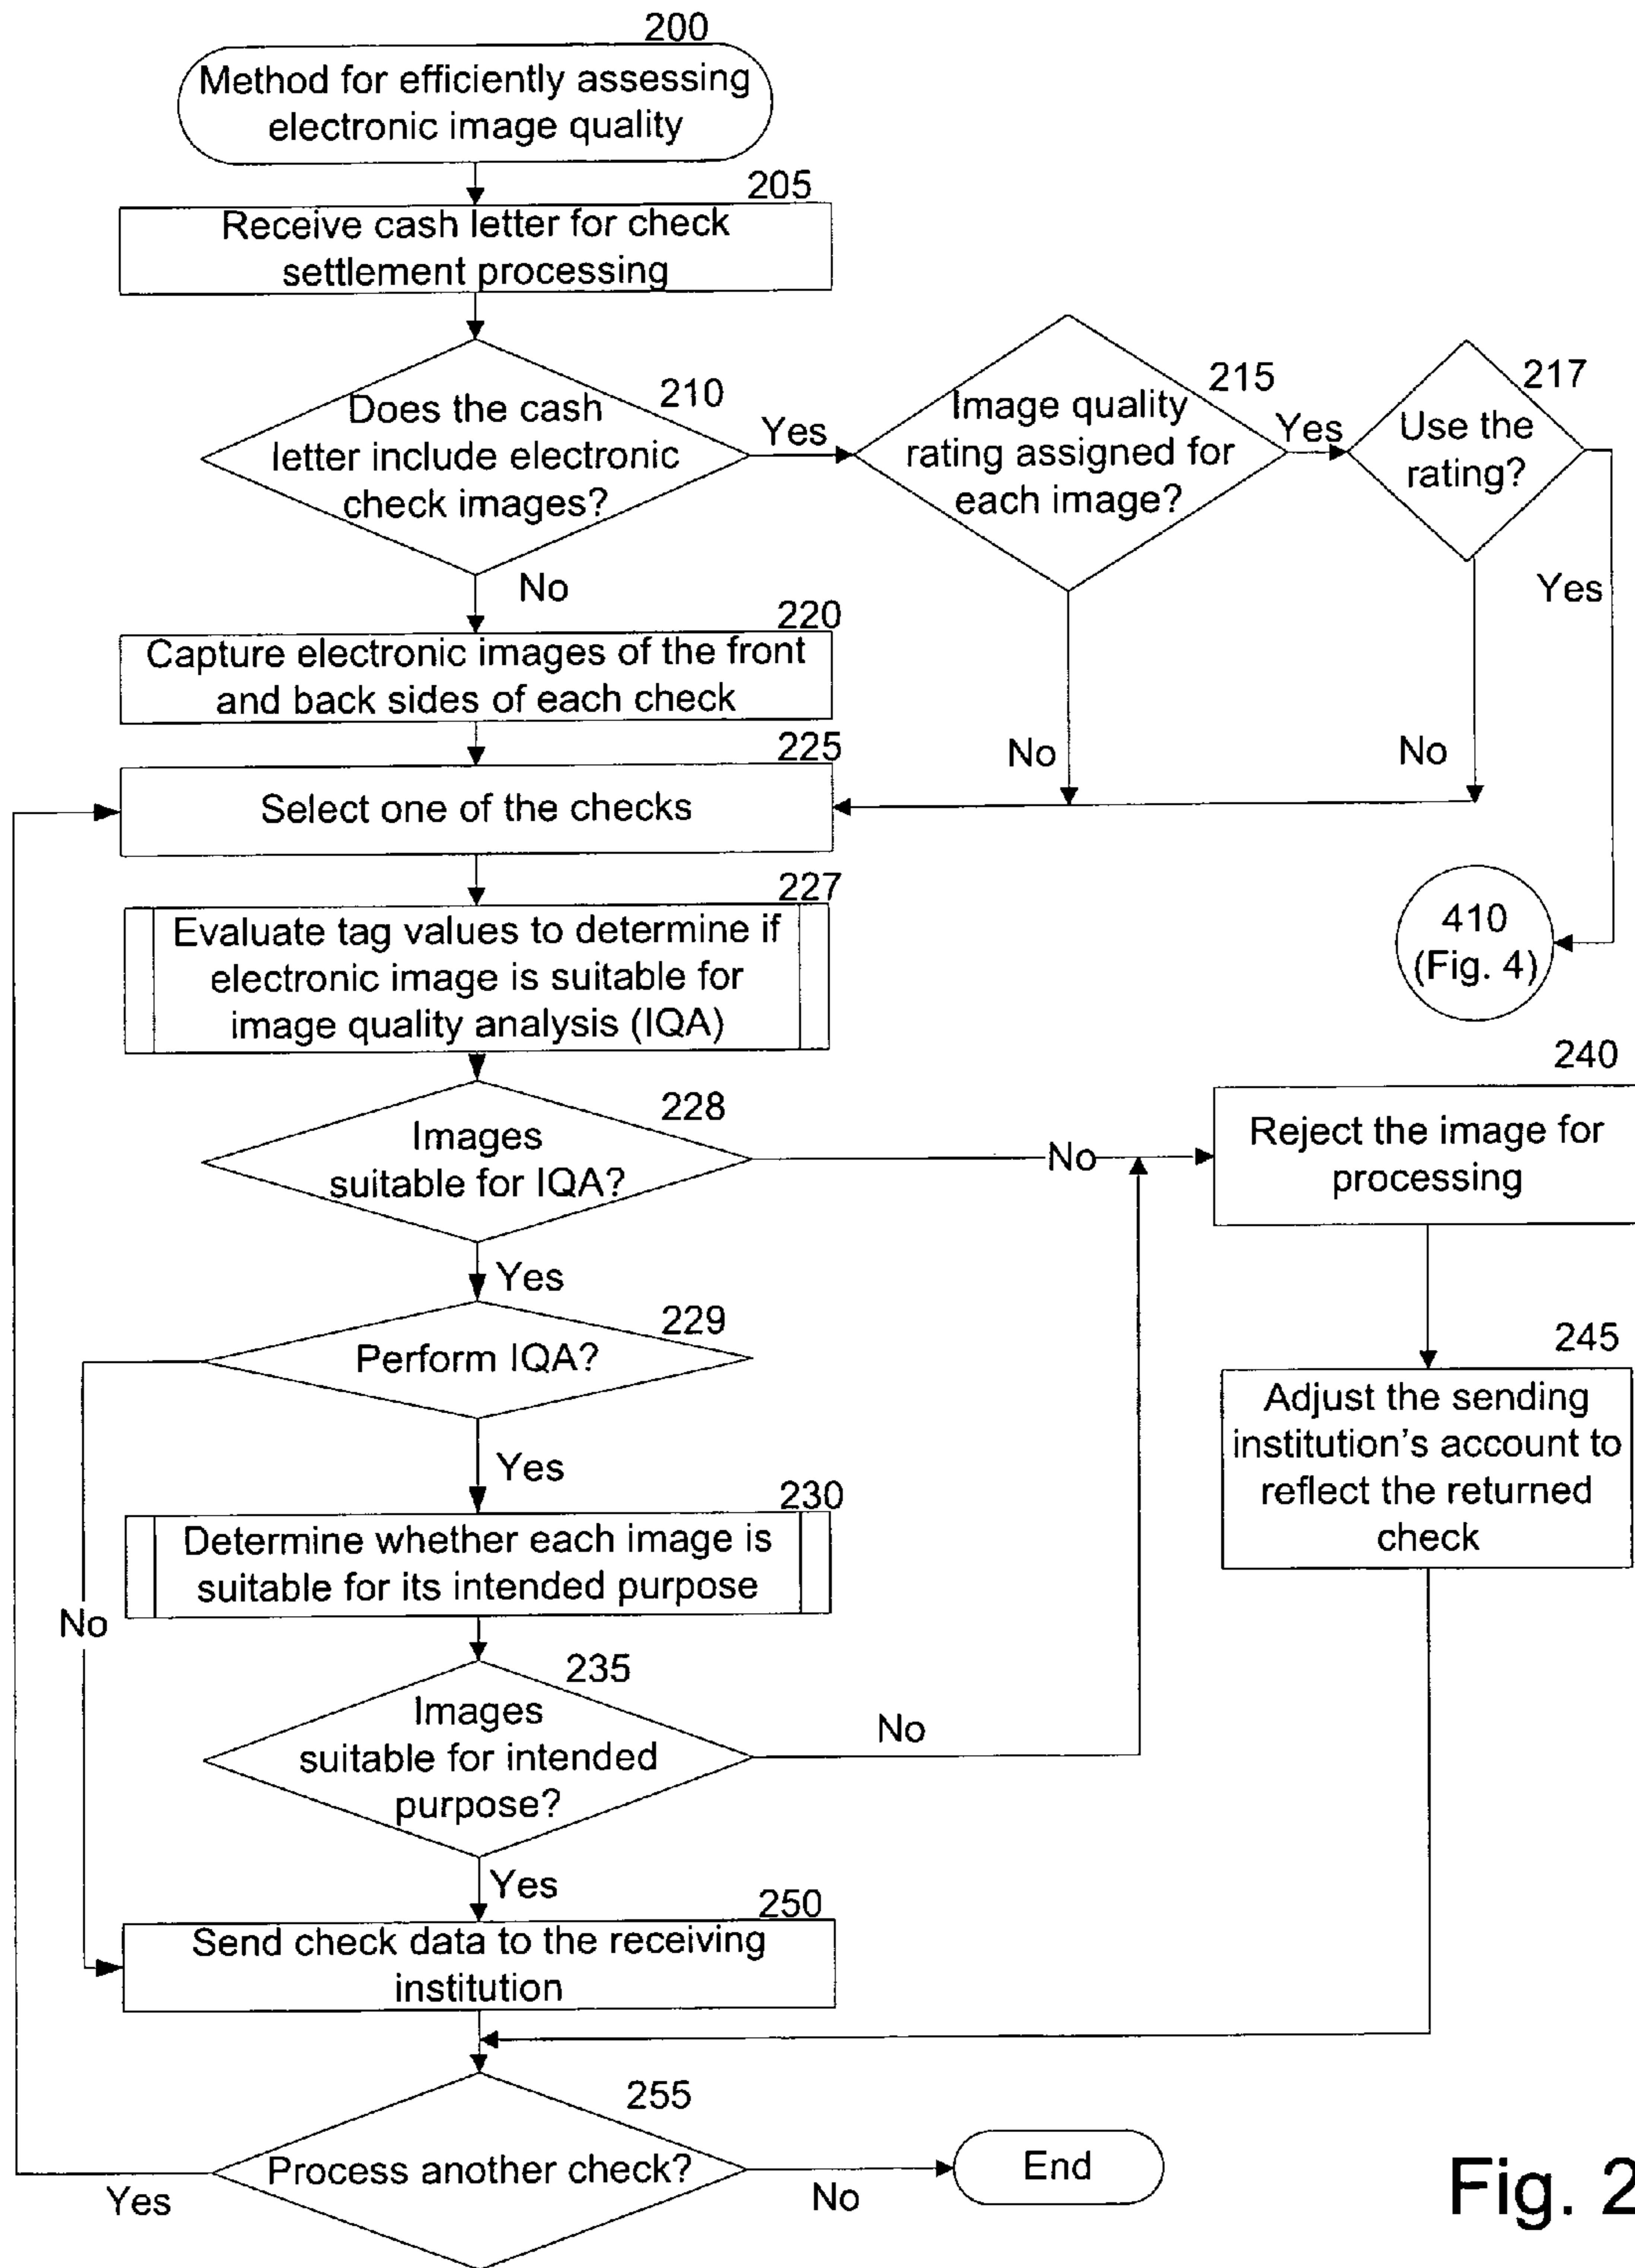 200
Method for efficiently assessing
electronic image quality
205
Receive cash letter for check
settlement processing
210
Does the cash
letter include electronic
check images?
Yes
215
Image quality
rating assigned for
each image?
Yes
217
Use the
rating?
Yes
No
220
Capture electronic images of the front
and back sides of each check
No
No
225
Select one of the checks
227
Evaluate tag values to determine if
electronic image is suitable for
image quality analysis (IQA)
410
(Fig. 4)
228
Images
suitable for IQA?
No
240
Reject the image for
processing
Yes
229
Perform IQA?
245
Adjust the sending
institution's account to
reflect the returned
check
Yes
230
Determine whether each image is
suitable for its intended purpose
No
235
Images
suitable for intended
purpose?
No
Yes
250
Send check data to the receiving
institution
255
Process another check?
Yes
No
End
Fig. 2